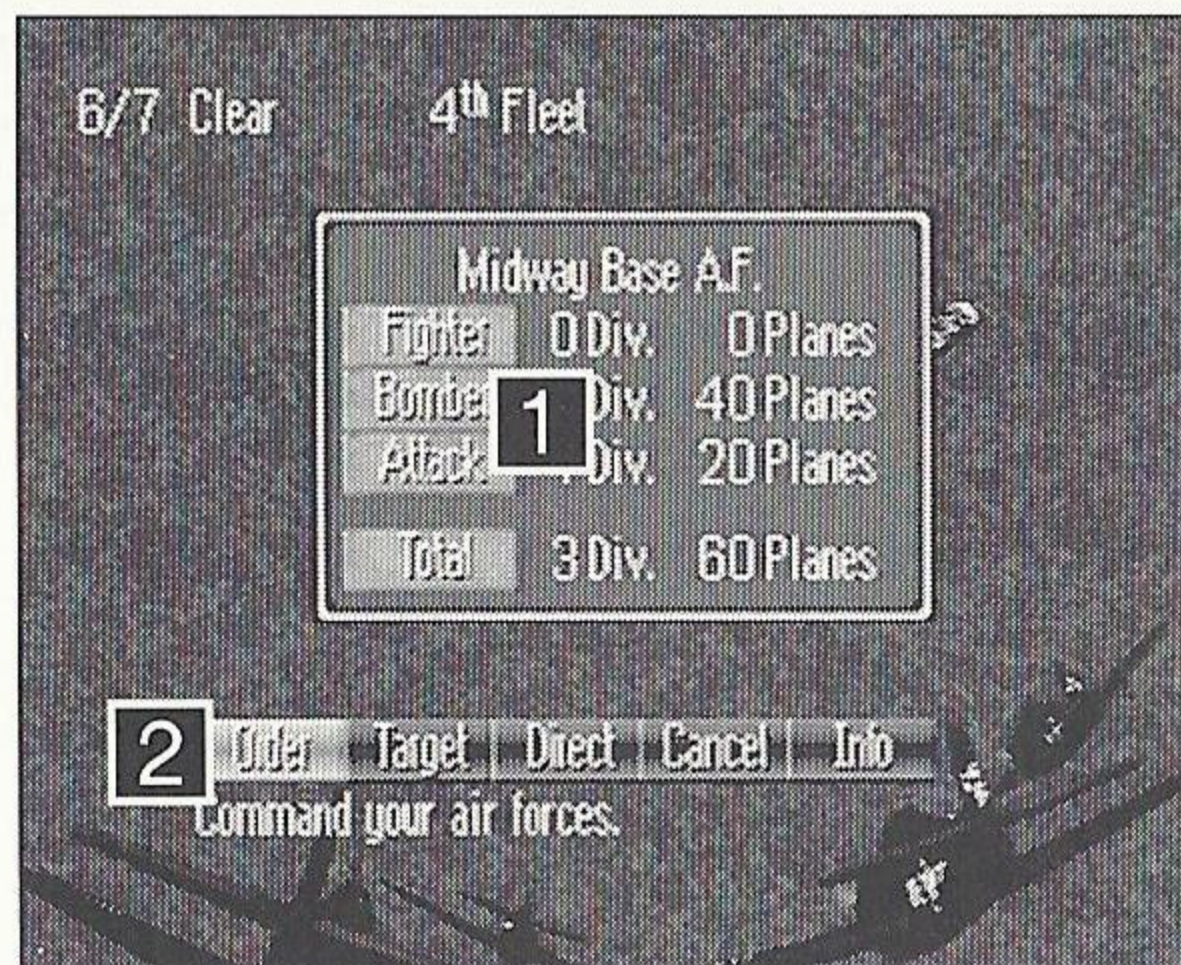 6/7 Clear 4th Fleet
Midway Base A.F.
Fighter 0 Div. 0 Planes
Bomber Div. 40 Planes
1
Attack Div. 20 Planes
Total 3 Div. 60 Planes
2 Order Target Direct Cancel Info
Command your air forces.